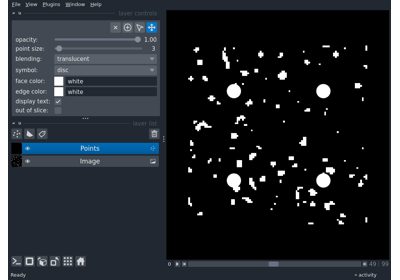 File View Plugins Window Help
layer controls
opacity: 1.00
point size: 3
blending: translucent
symbol: disc
face color: white
edge color: white
display text:
out of slice:
layer list
Points
Image
49 99
Ready activity